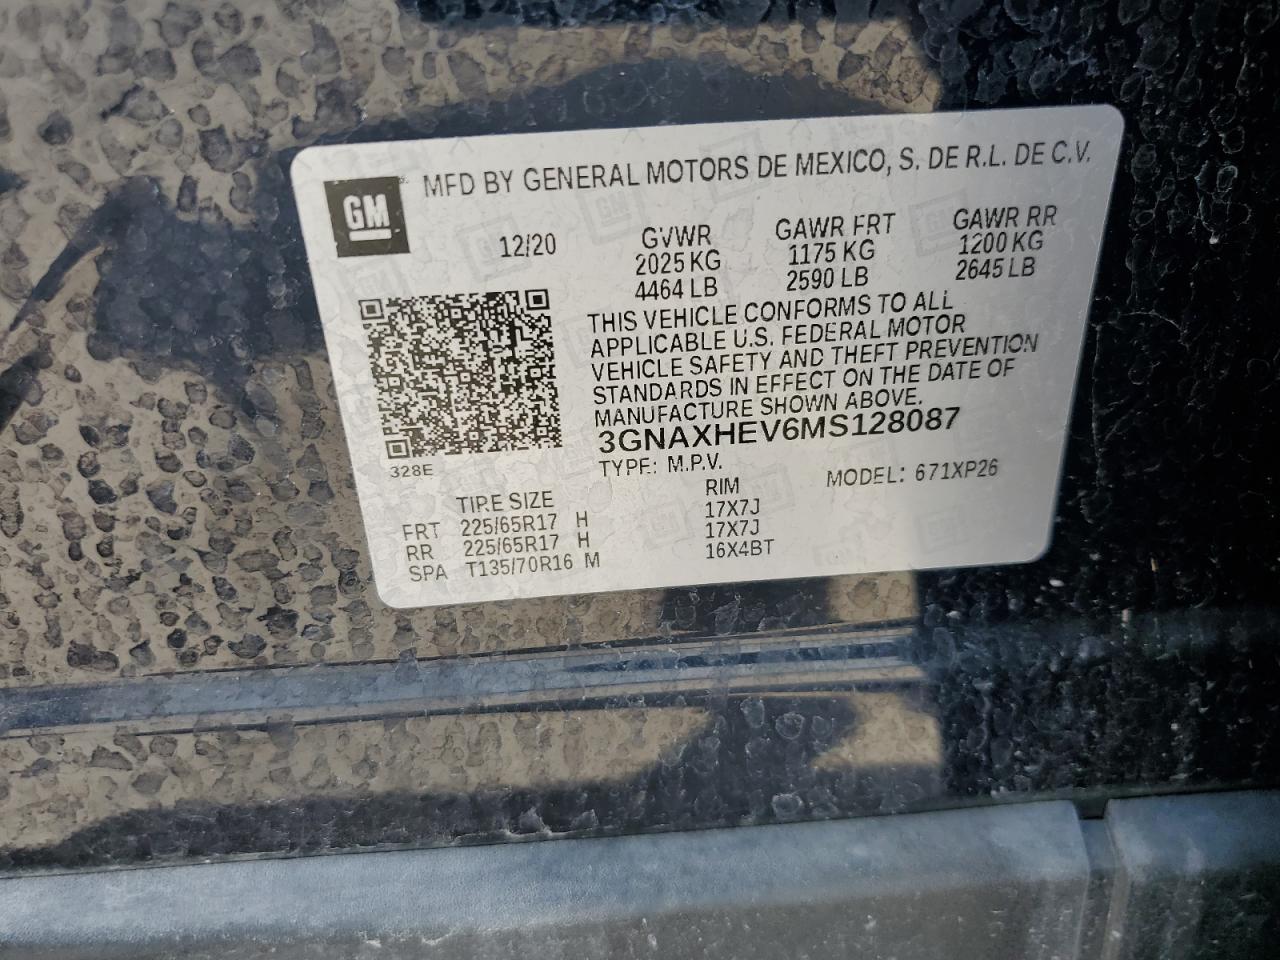 GM
MFD BY GENERAL MOTORS DE MEXICO, S. DE R.L. DE C.V.
12/20
GVWR GAWR FRT GAWR RR
2025 KG 1175 KG 1200 KG
4464 LB 2590 LB 2645 LB
THIS VEHICLE CONFORMS TO ALL
APPLICABLE U.S. FEDERAL MOTOR
VEHICLE SAFETY AND THEFT PREVENTION
STANDARDS IN EFFECT ON THE DATE OF
MANUFACTURE SHOWN ABOVE.
3GNAXHEV6MS128087
328E
TYPE: M.P.V. MODEL: 671XP26
TIRE SIZE RIM
FRT 225/65R17 H 17X7J
RR 225/65R17 H 17X7J
SPA T135/70R16 M 16X4BT